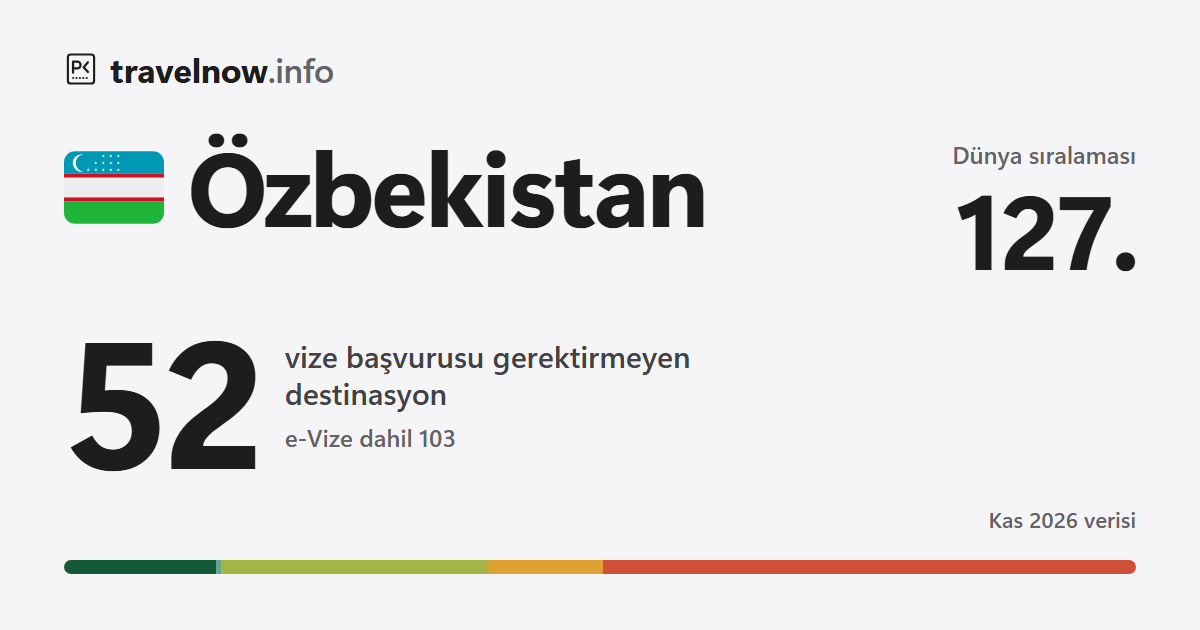 travelnow.info
Özbekistan
Dünya sıralaması
127.
52
vize başvurusu gerektirmeyen
destinasyon
e-Vize dahil 103
Kas 2026 verisi